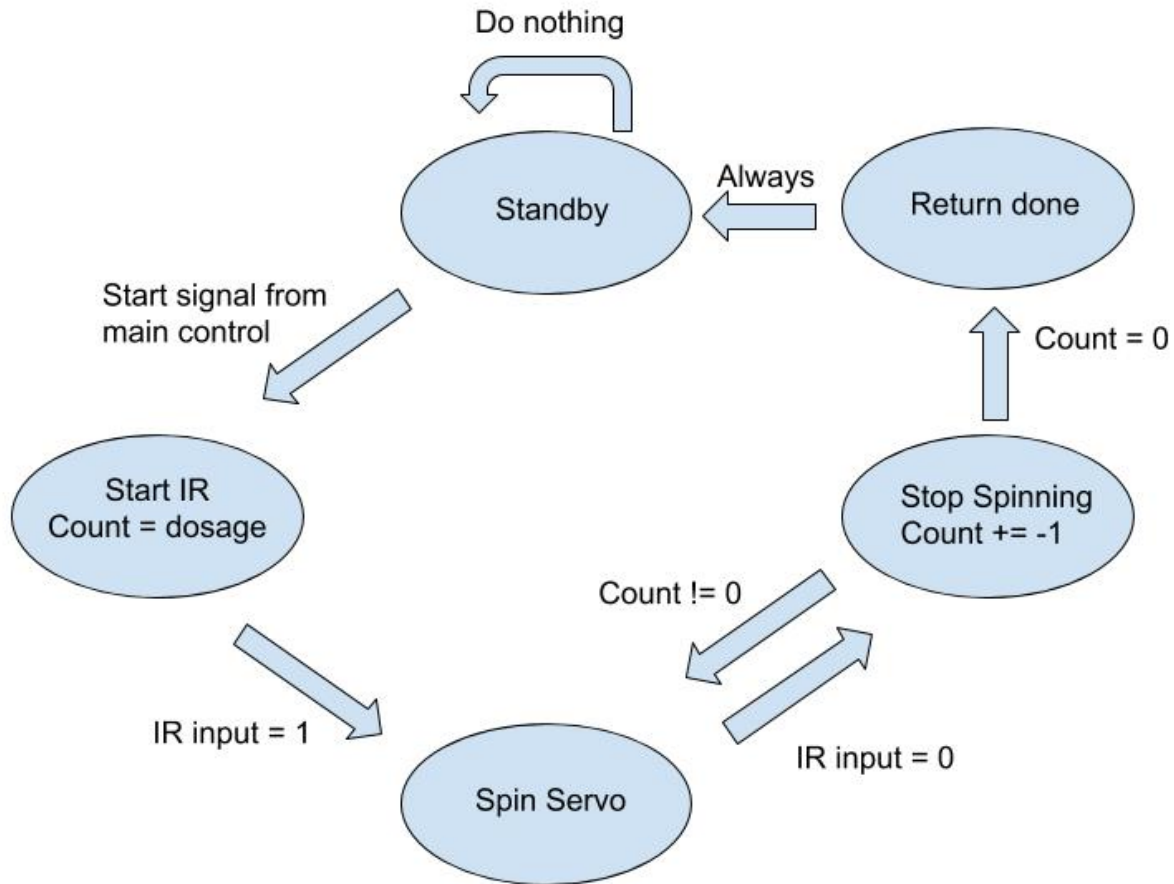 Do nothing
Standby
Always
Return done
Start signal from
main control
Count = 0
Start IR
Count = dosage
Stop Spinning
Count += -1
Count != 0
IR input = 1
IR input = 0
Spin Servo